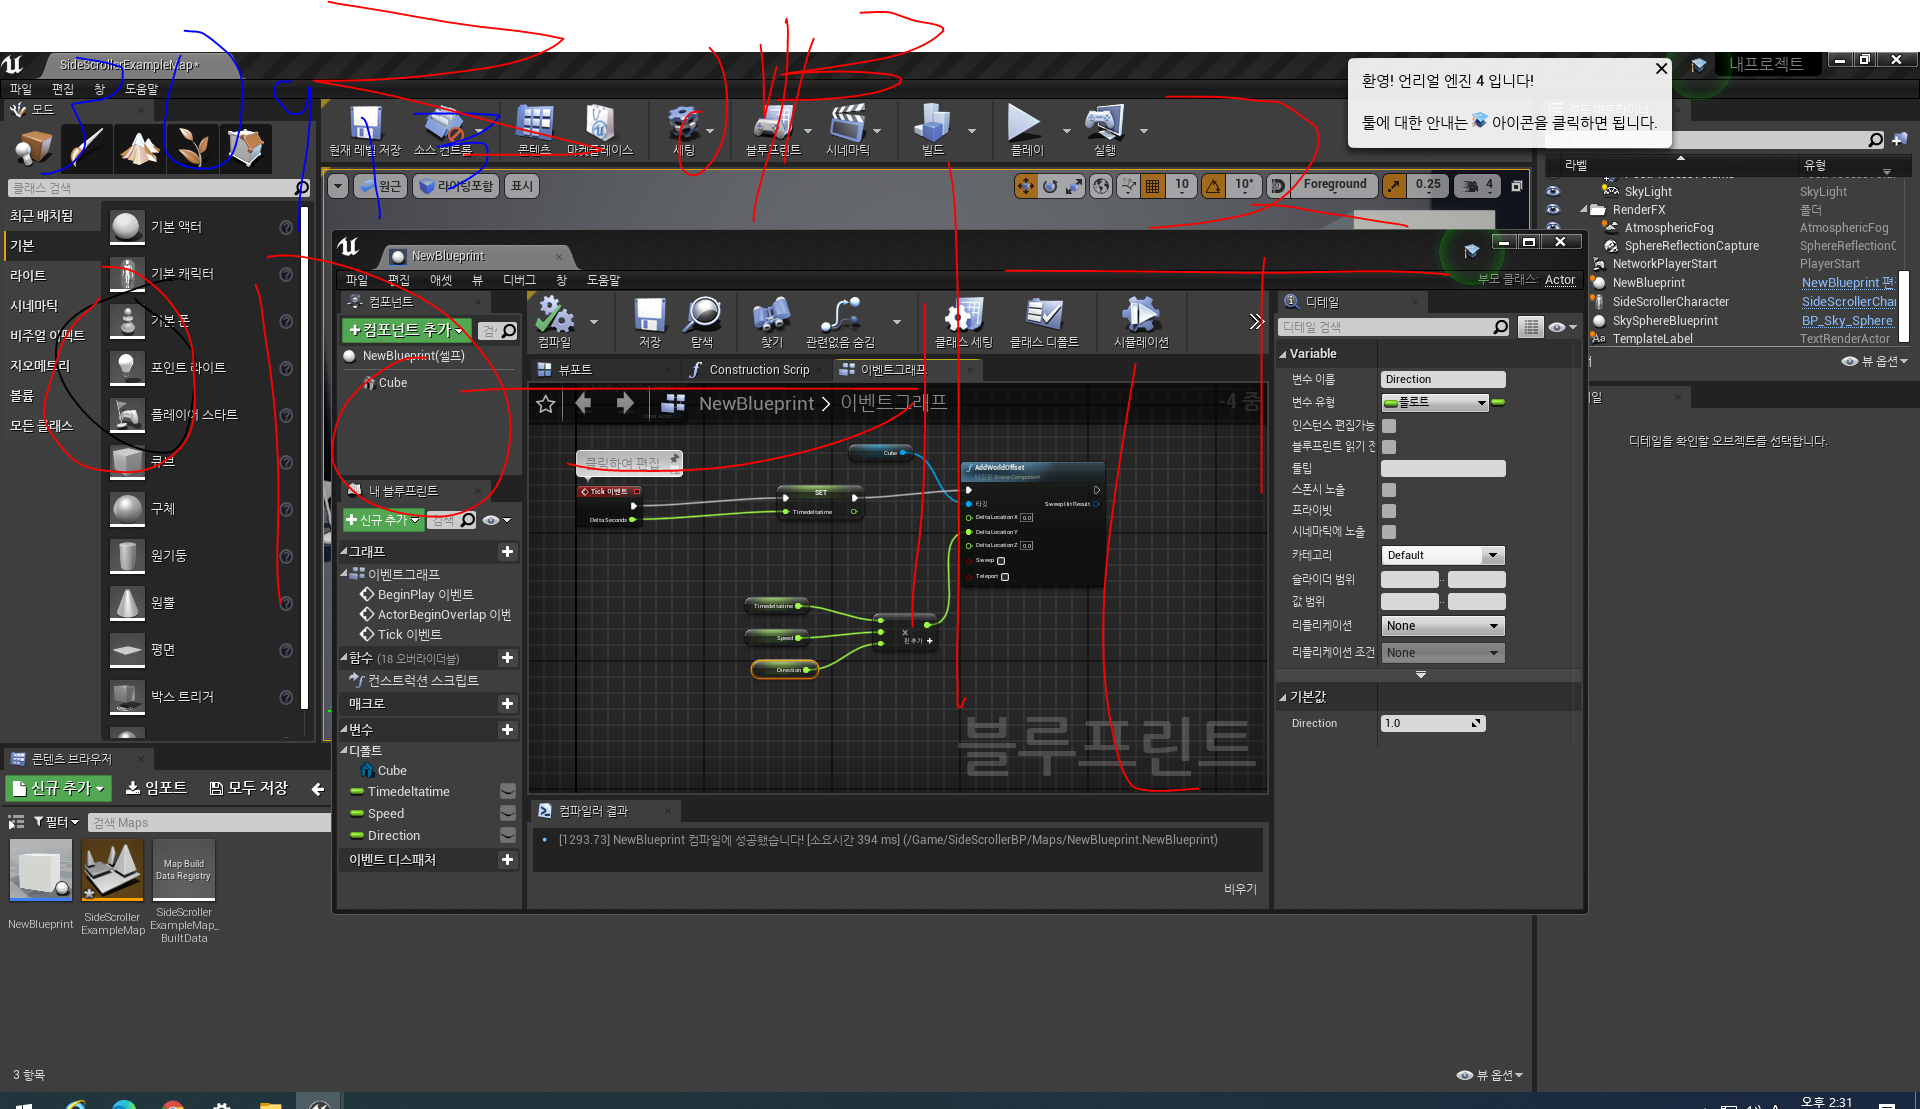 SideScrollerExampleMap*
내프로젝트
파일 편집 창 도움말
환영! 언리얼 엔진 4 입니다!
툴에 대한 안내는 아이콘을 클릭하면 됩니다.
모드
현재 레벨 저장 소스 컨트롤 콘텐츠 마켓플레이스 세팅 블루프린트 시네마틱 빌드 플레이 실행
클래스 검색
원근 라이팅포함 표시 10 10° Foreground 0.25 4
최근 배치됨
기본
라이트
시네마틱
비주얼 이펙트
지오메트리
볼륨
모든 클래스
기본 액터
기본 캐릭터
기본 폰
포인트 라이트
플레이어 스타트
큐브
구체
원기둥
원뿔
평면
박스 트리거
라벨 유형
SkyLight SkyLight
RenderFX 폴더
AtmosphericFog AtmosphericFog
SphereReflectionCapture SphereReflectionC
NetworkPlayerStart PlayerStart
NewBlueprint NewBlueprint 편
SideScrollerCharacter SideScrollerChar
SkySphereBlueprint BP_Sky_Sphere
TemplateLabel TextRenderActor
뷰 옵션
디테일을 확인할 오브젝트를 선택합니다.
NewBlueprint
파일 편집 애셋 뷰 디버그 창 도움말
부모 클래스: Actor
컴포넌트
+컴포넌트 추가 검
NewBlueprint(셀프)
Cube
컴파일 저장 탐색 찾기 관련없음 숨김 클래스 세팅 클래스 디폴트 시뮬레이션
뷰포트 Construction Scrip 이벤트그래프
NewBlueprint > 이벤트그래프
-4 줌
클릭하여 편집
Tick 이벤트
Delta Seconds
SET
Timedeltatime
Cube
AddWorldOffset
타깃은 Scene Component
타깃 Sweep Hit Result
Delta Location X 0.0
Delta Location Y
Delta Location Z 0.0
Sweep
Teleport
Timedeltatime
Speed
Direction
핀 추가 +
블루프린트
내 블루프린트
+신규 추가 검색
그래프
이벤트그래프
BeginPlay 이벤트
ActorBeginOverlap 이벤
Tick 이벤트
함수 (18 오버라이더블)
컨스트럭션 스크립트
매크로
변수
디폴트
Cube
Timedeltatime
Speed
Direction
이벤트 디스패처
컴파일러 결과
[1293.73] NewBlueprint 컴파일에 성공했습니다! [소요시간 394 ms] (/Game/SideScrollerBP/Maps/NewBlueprint.NewBlueprint)
비우기
디테일
디테일 검색
Variable
변수 이름 Direction
변수 유형 플로트
인스턴스 편집가능
블루프린트 읽기 전
툴팁
스폰시 노출
프라이빗
시네마틱에 노출
카테고리 Default
슬라이더 범위
값 범위
리플리케이션 None
리플리케이션 조건 None
기본값
Direction 1.0
콘텐츠 브라우저
신규 추가 임포트 모두 저장
필터 검색 Maps
NewBlueprint
SideScroller
ExampleMap
Map Build
Data Registry
SideScroller
ExampleMap_
BuiltData
3 항목
뷰 옵션
오후 2:31